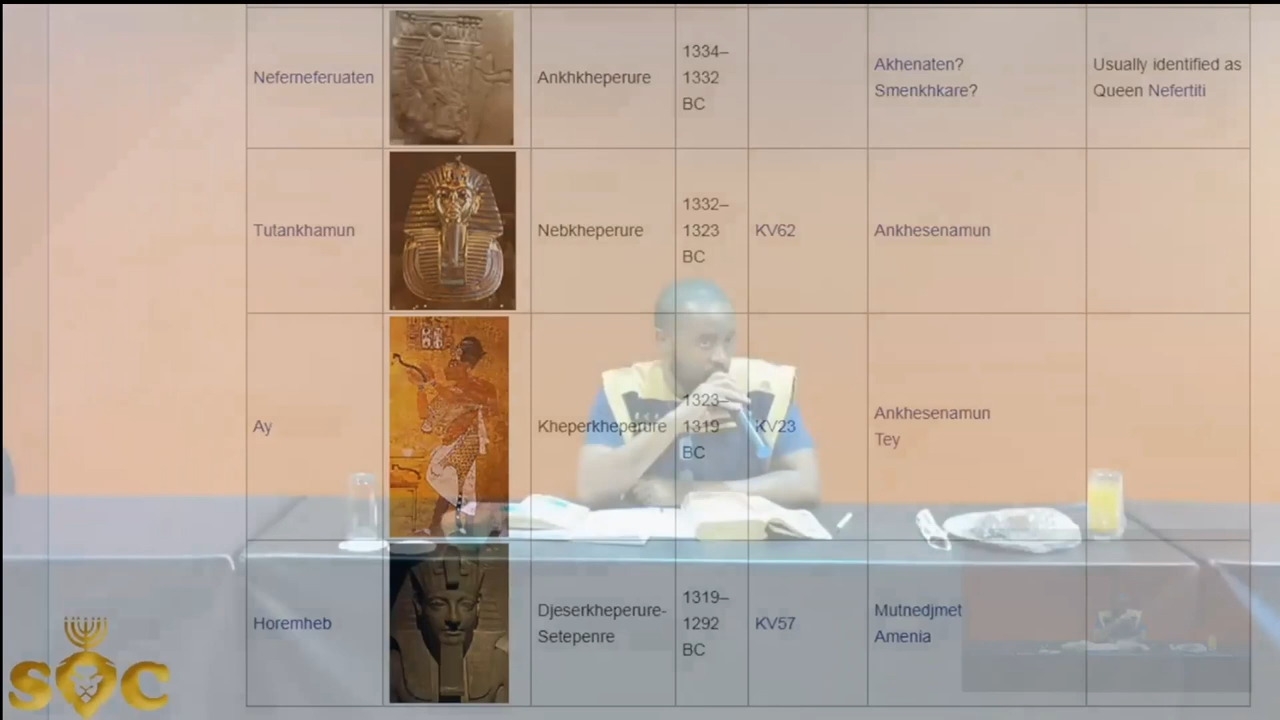 Neferneferuaten
Ankhkheperure
1334–
1332
BC
Akhenaten?
Smenkhkare?
Usually identified as
Queen Nefertiti
Tutankhamun
Nebkheperure
1332–
1323
BC
KV62
Ankhesenamun
Ay
Kheperkheperure
1323–
1319
BC
KV23
Ankhesenamun
Tey
Horemheb
Djeserkheperure-
Setepenre
1319–
1292
BC
KV57
Mutnedjmet
Amenia
SOC